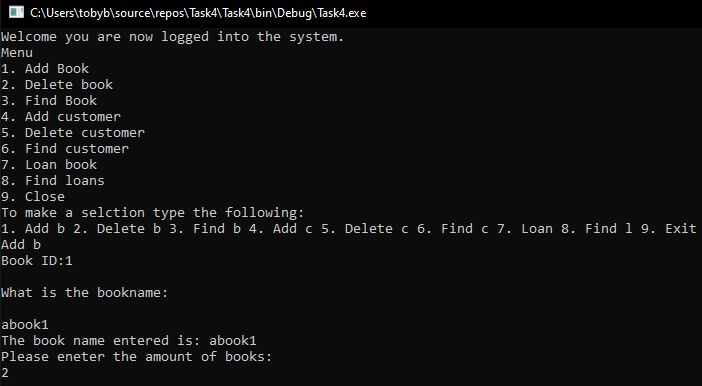 C:\Users\tobyb\source\repos\Task4\Task4\bin\Debug\Task4.exe
Welcome you are now logged into the system.
Menu
1. Add Book
2. Delete book
3. Find Book
4. Add customer
5. Delete customer
6. Find customer
7. Loan book
8. Find loans
9. Close
To make a selction type the following:
1. Add b 2. Delete b 3. Find b 4. Add c 5. Delete c 6. Find c 7. Loan 8. Find l 9. Exit
Add b
Book ID:1
What is the bookname:
abook1
The book name entered is: abook1
Please eneter the amount of books:
2